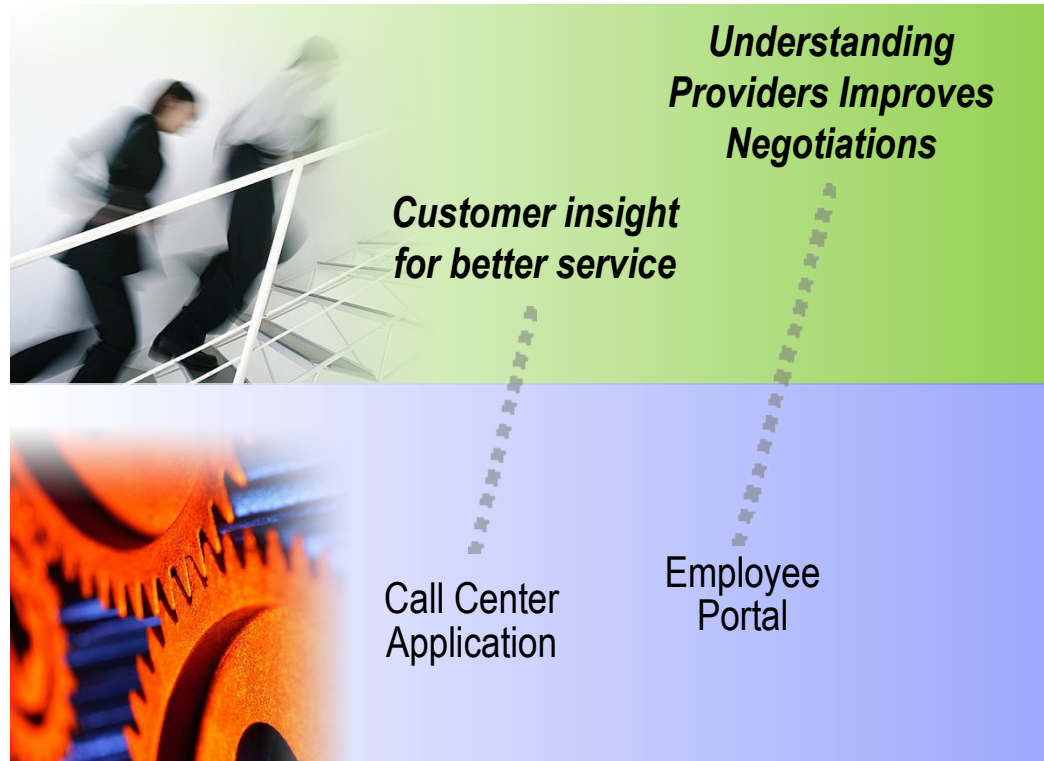 Understanding
Providers Improves
Negotiations
Customer insight
for better service
Call Center
Application
Employee
Portal